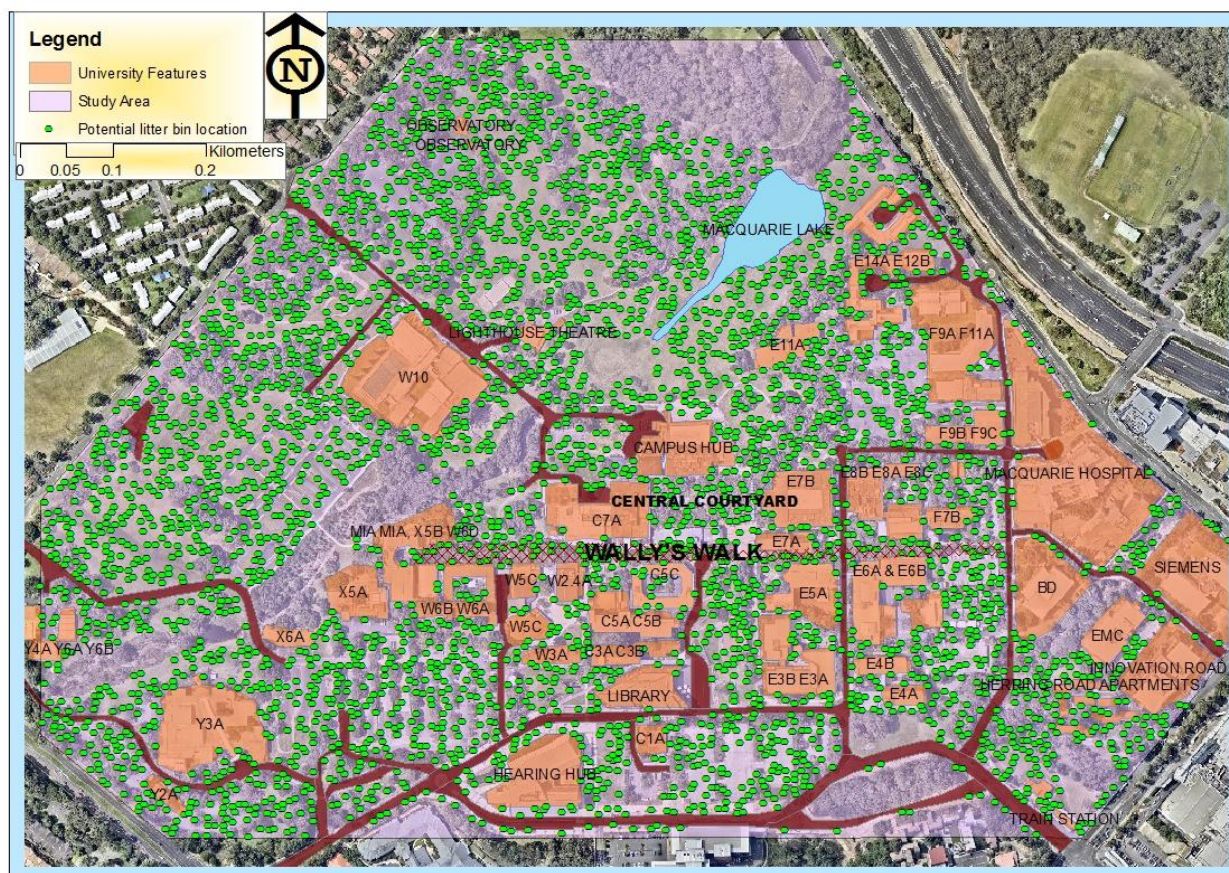 Legend
University Features
Study Area
Potential litter bin location
Kilometers
0 0.05 0.1 0.2
N
OBSERVATORY
OBSERVATORY
MACQUARIE LAKE
E14A E12B
LIGHTHOUSE THEATRE
E11A
F9A F11A
W10
F9B F9C
CAMPUS HUB
E8B E8A E8C
MACQUARIE HOSPITAL
E7B
CENTRAL COURTYARD
C7A
F7B
MIA MIA, X5B W6D
E7A
WALLY'S WALK
SIEMENS
W5C
W2.4A
C5C
E6A & E6B
X5A
BD
E5A
W6B W6A
W5C
C5A C5B
X6A
EMC
Y4A Y6A Y6B
W3A
C3A C3B
E4B
INNOVATION ROAD
HERRING ROAD APARTMENTS
LIBRARY
E3B E3A
E4A
Y3A
C1A
HEARING HUB
Y2A
TRAIN STATION